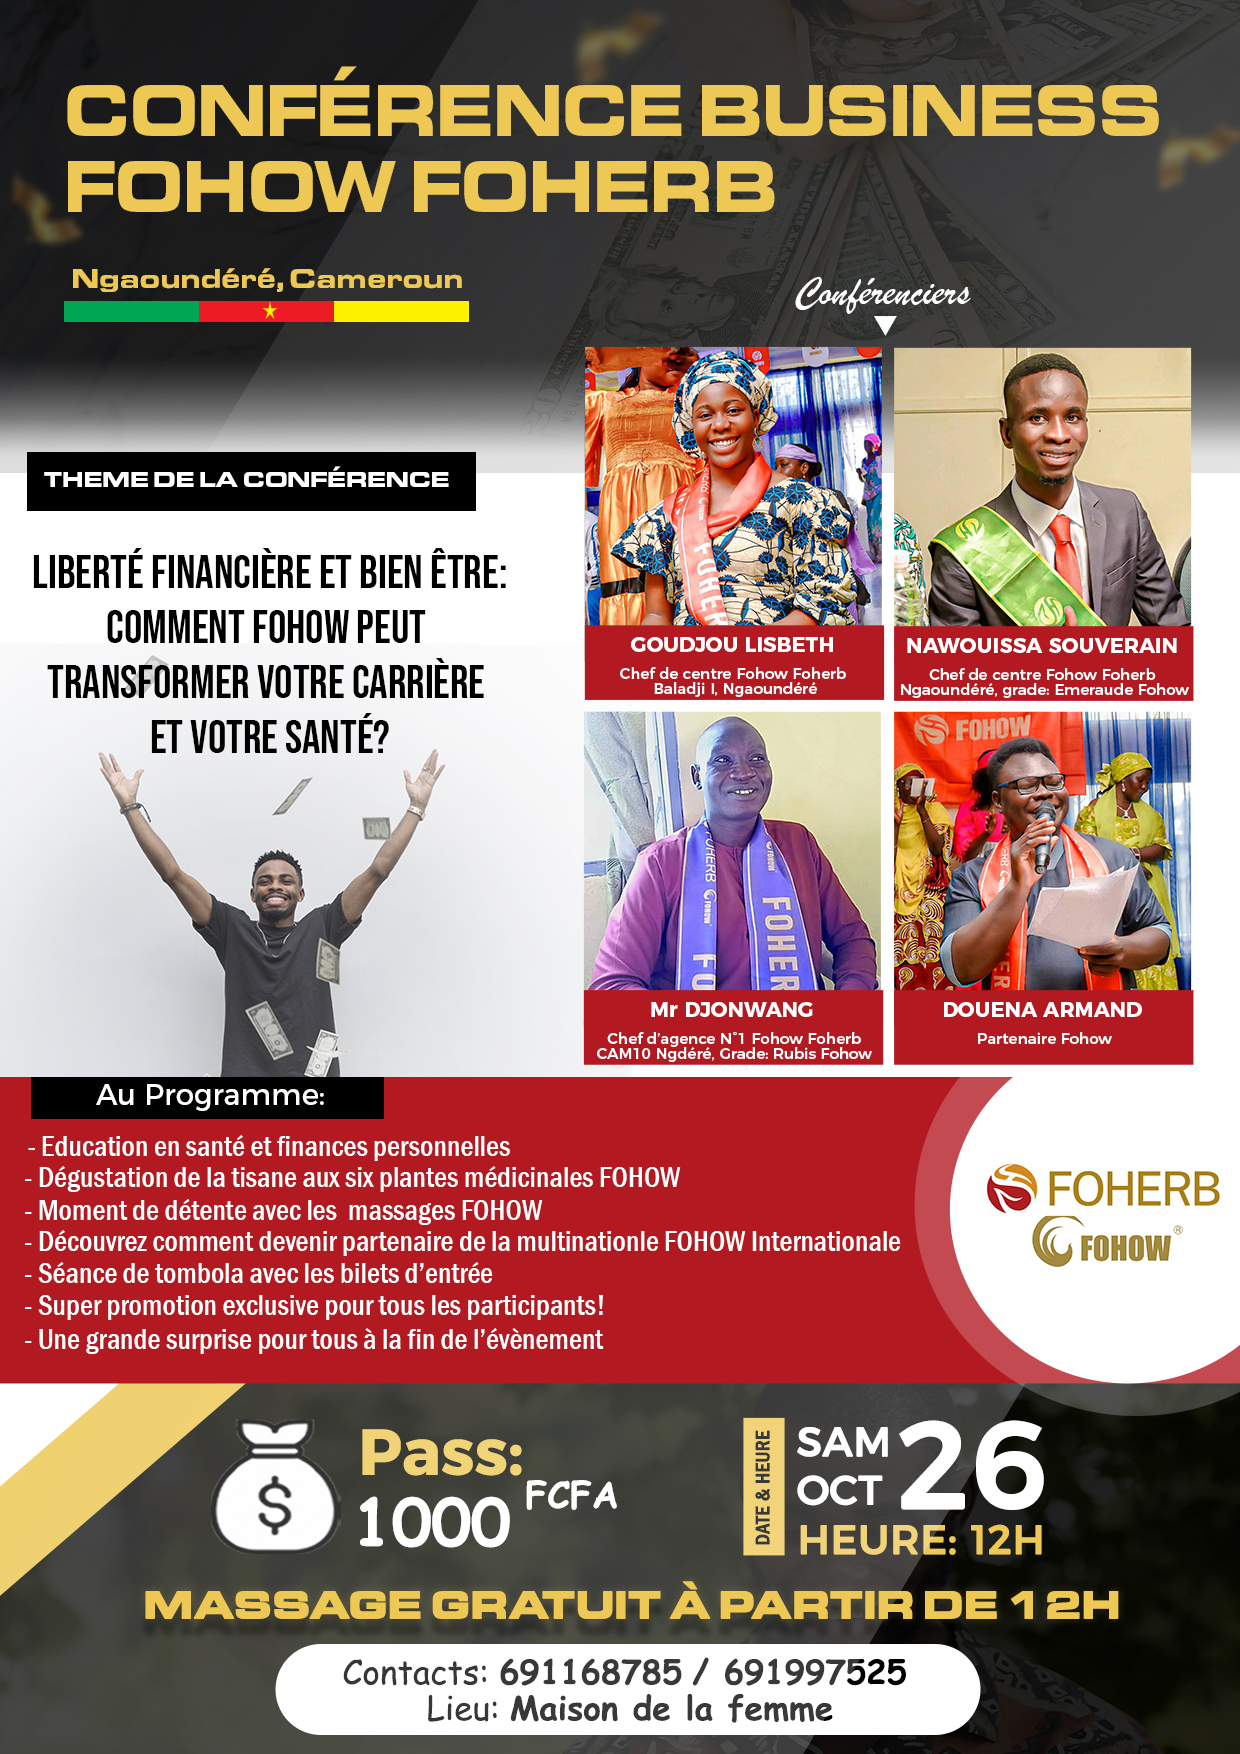 CONFÉRENCE BUSINESS
FOHOW FOHERB
Ngaoundéré, Cameroun
Conférenciers
THEME DE LA CONFÉRENCE
LIBERTÉ FINANCIÈRE ET BIEN ÊTRE:
COMMENT FOHOW PEUT
TRANSFORMER VOTRE CARRIÈRE
ET VOTRE SANTÉ?
FOHER
GOUDJOU LISBETH
Chef de centre Fohow Foherb
Baladji I, Ngaoundéré
NAWOUISSA SOUVERAIN
Chef de centre Fohow Foherb
Ngaoundéré, grade: Emeraude Fohow
FOHERB FOHOW
FOHOW
FOHER
FO
Mr DJONWANG
Chef d'agence N°1 Fohow Foherb
CAM10 Ngdéré, Grade: Rubis Fohow
FOHOW
DOUENA ARMAND
Partenaire Fohow
Au Programme:
- Education en santé et finances personnelles
- Dégustation de la tisane aux six plantes médicinales FOHOW
- Moment de détente avec les massages FOHOW
- Découvrez comment devenir partenaire de la multinationle FOHOW Internationale
- Séance de tombola avec les bilets d'entrée
- Super promotion exclusive pour tous les participants!
- Une grande surprise pour tous à la fin de l'évènement
FOHERB
FOHOW®
Pass:
1000 FCFA
DATE & HEURE
SAM
OCT 26
HEURE: 12H
MASSAGE GRATUIT À PARTIR DE 12H
Contacts: 691168785 / 691997525
Lieu: Maison de la femme